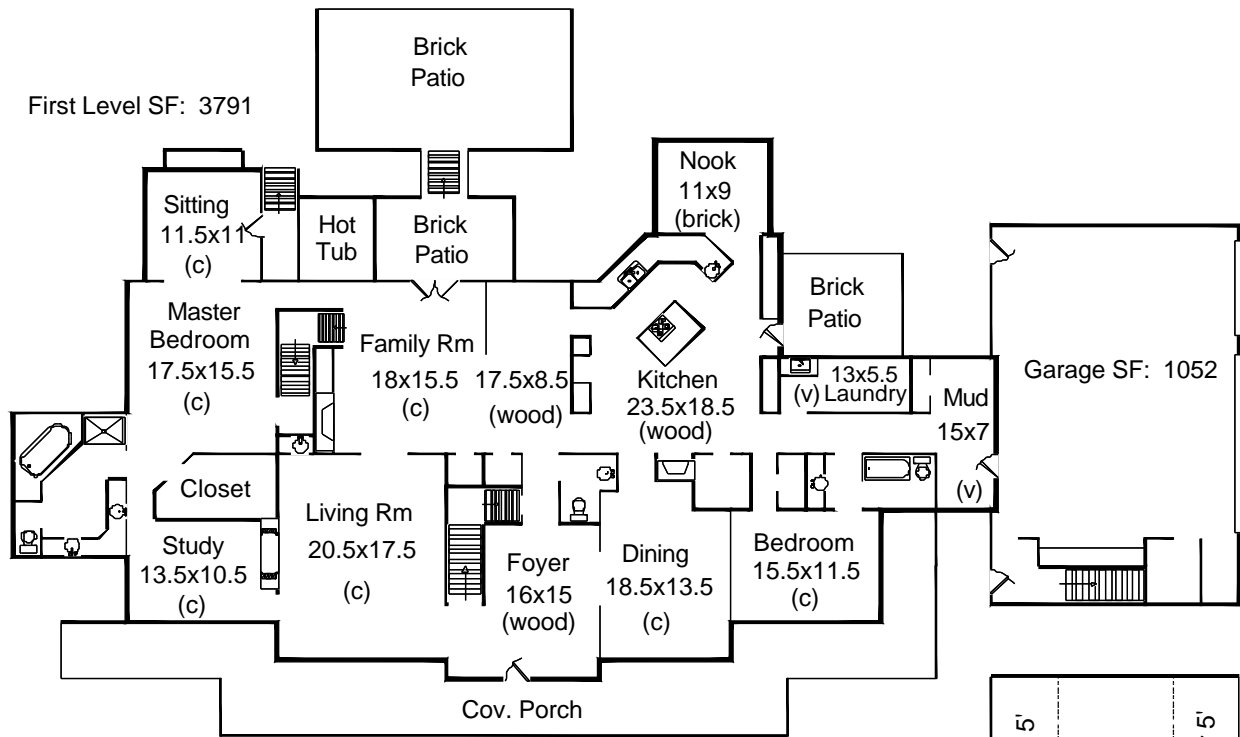 First Level SF: 3791
Brick
Patio
Sitting
11.5x11
(c)
Hot
Tub
Brick
Patio
Nook
11x9
(brick)
Master
Bedroom
17.5x15.5
(c)
Family Rm
18x15.5
(c)
17.5x8.5
(wood)
Kitchen
23.5x18.5
(wood)
Brick
Patio
13x5.5
(v) Laundry
Mud
15x7
(v)
Garage SF: 1052
Closet
Living Rm
20.5x17.5
(c)
Study
13.5x10.5
(c)
Foyer
16x15
(wood)
Dining
18.5x13.5
(c)
Bedroom
15.5x11.5
(c)
Cov. Porch
5'
5'